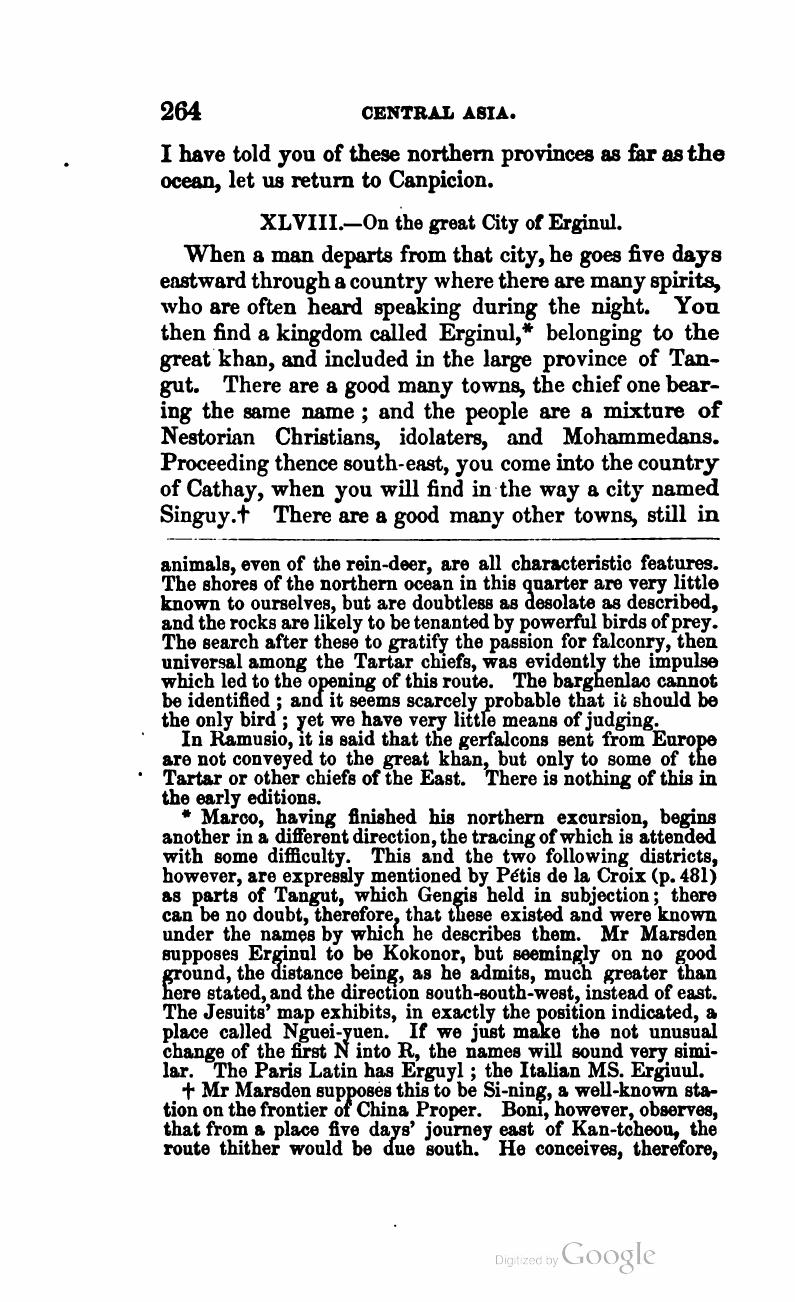 264 CENTRAL ASIA.
I have told you of these northern provinces as far as the
ocean, let us return to Canpicion.
XLVIII.—On the great City of Erginul.
When a man departs from that city, he goes five days
eastward through a country where there are many spirits,
who are often heard speaking during the night. You
then find a kingdom called Erginul,* belonging to the
great khan, and included in the large province of Tan-
gut. There are a good many towns, the chief one bear-
ing the same name ; and the people are a mixture of
Nestorian Christians, idolaters, and Mohammedans.
Proceeding thence south-east, you come into the country
of Cathay, when you will find in the way a city named
Singuy.† There are a good many other towns, still in
animals, even of the rein-deer, are all characteristic features.
The shores of the northern ocean in this quarter are very little
known to ourselves, but are doubtless as desolate as described,
and the rocks are likely to be tenanted by powerful birds of prey.
The search after these to gratify the passion for falconry, then
universal among the Tartar chiefs, was evidently the impulse
which led to the opening of this route. The barghenlac cannot
be identified ; and it seems scarcely probable that it should be
the only bird ; yet we have very little means of judging.
In Ramusio, it is said that the gerfalcons sent from Europe
are not conveyed to the great khan, but only to some of the
Tartar or other chiefs of the East. There is nothing of this in
the early editions.
* Marco, having finished his northern excursion, begins
another in a different direction, the tracing of which is attended
with some difficulty. This and the two following districts,
however, are expressly mentioned by Pétis de la Croix (p. 481)
as parts of Tangut, which Gengis held in subjection ; there
can be no doubt, therefore, that these existed and were known
under the names by which he describes them. Mr Marsden
supposes Erginul to be Kokonor, but seemingly on no good
ground, the distance being, as he admits, much greater than
here stated, and the direction south-south-west, instead of east.
The Jesuits' map exhibits, in exactly the position indicated, a
place called Nguei-yuen. If we just make the not unusual
change of the first N into R, the names will sound very simi-
lar. The Paris Latin has Erguyl ; the Italian MS. Erginul.
† Mr Marsden supposes this to be Si-ning, a well-known sta-
tion on the frontier of China Proper. Boni, however, observes,
that from a place five days' journey east of Kan-tcheou, the
route thither would be due south. He conceives, therefore,
Digitized by Google